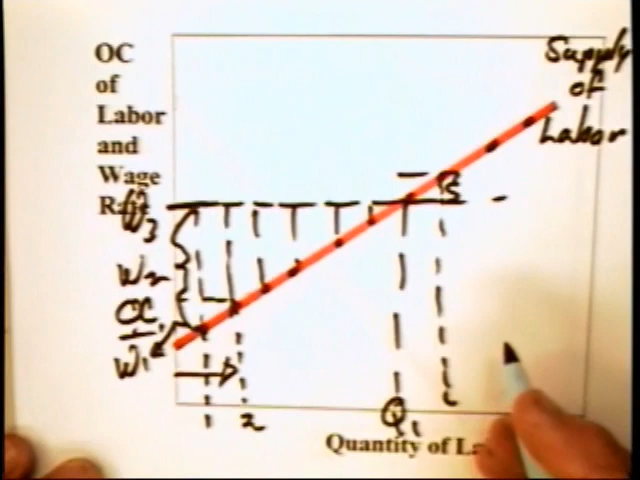 OC
of
Labor
and
Wage
Supply
of
Labor
W3
W2
OC
W1
1
2
Q1
Quantity of La